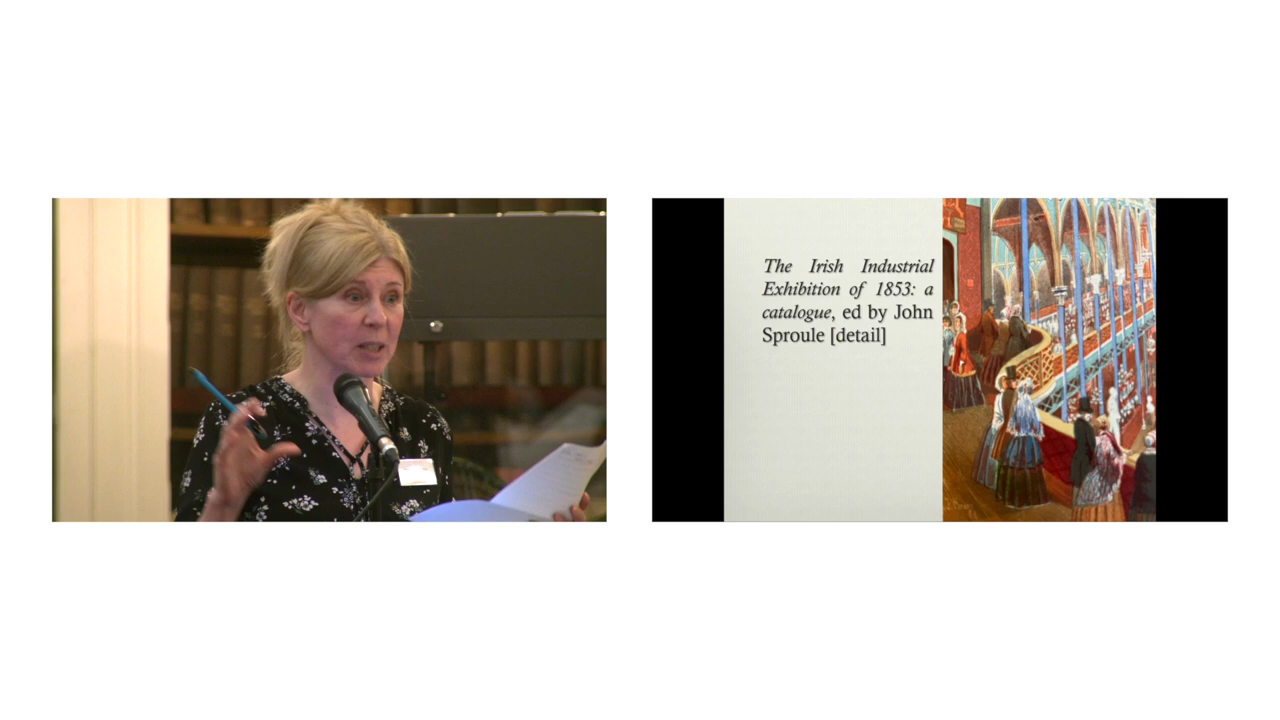 The Irish Industrial
Exhibition of 1853: a
catalogue, ed by John
Sproule [detail]